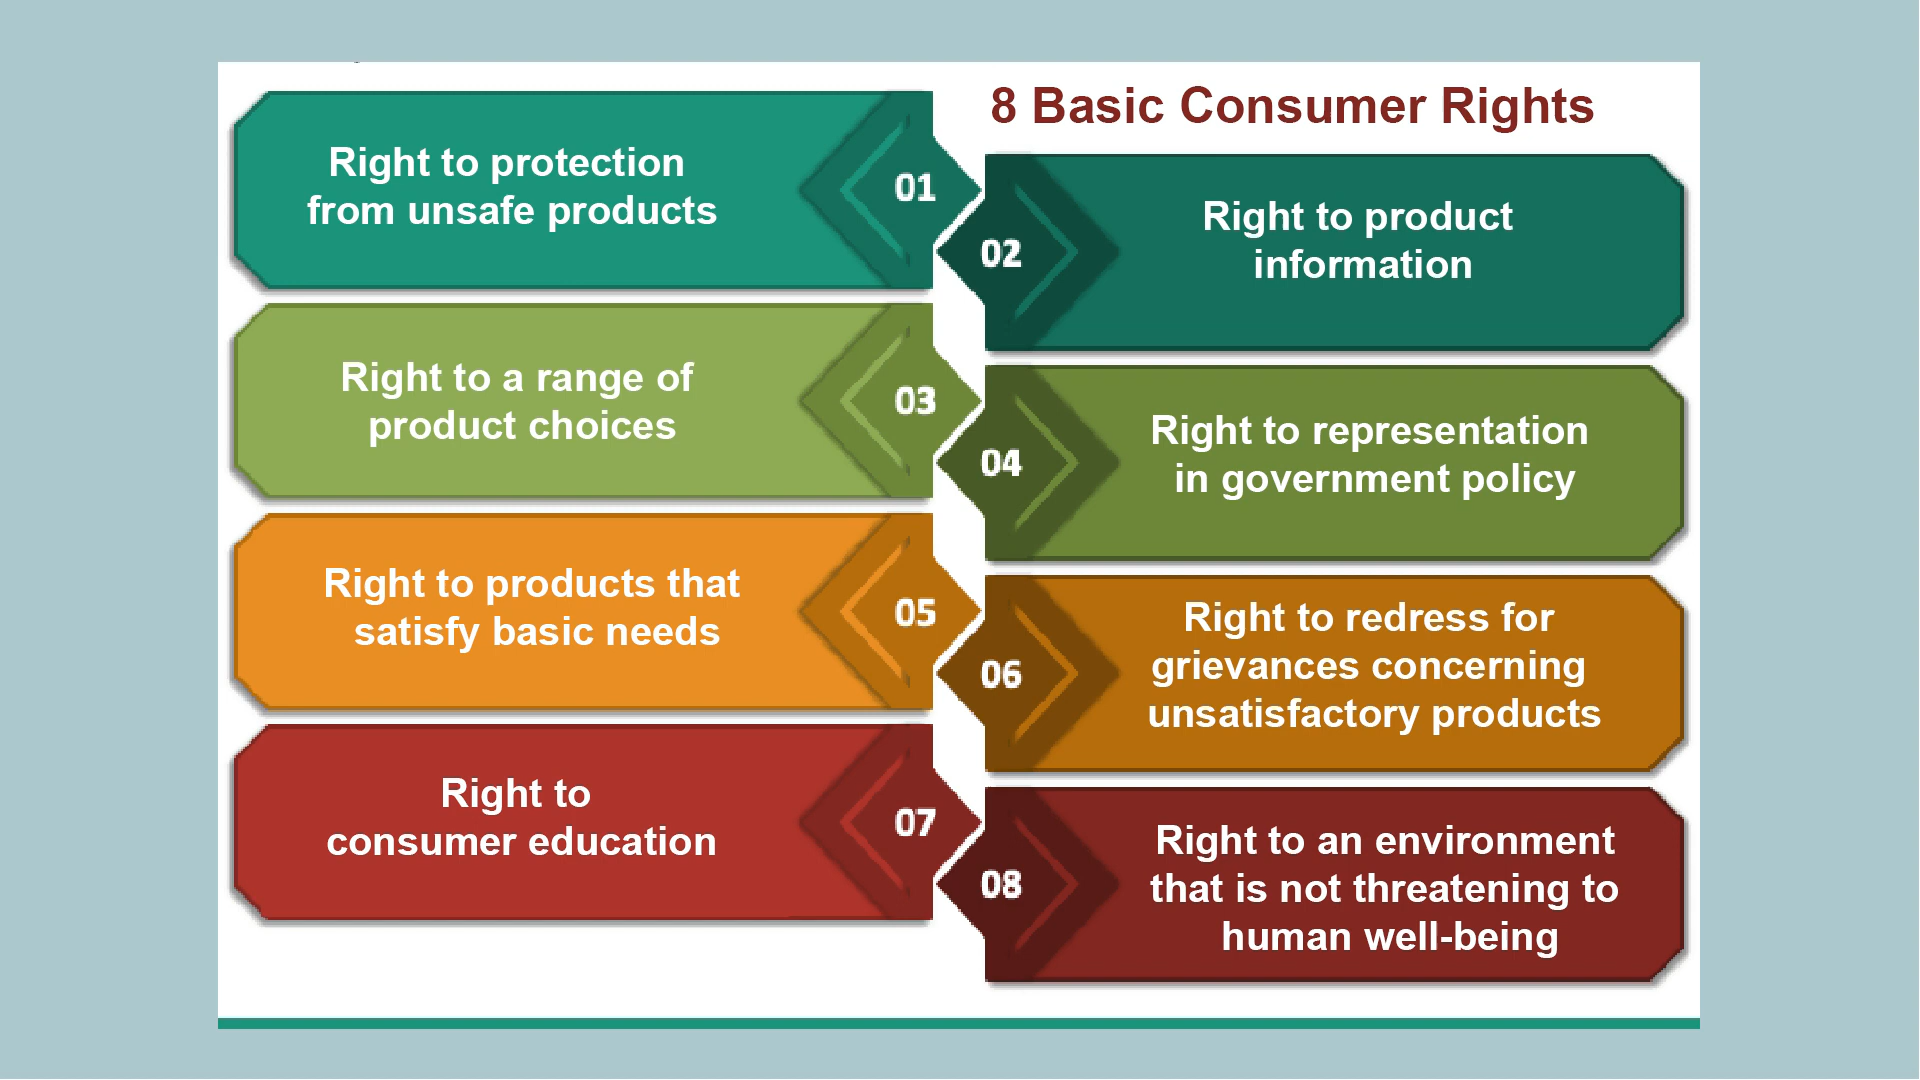 8 Basic Consumer Rights
Right to protection
from unsafe products
01
02
Right to product
information
Right to a range of
product choices
03
04
Right to representation
in government policy
Right to products that
satisfy basic needs
05
06
Right to redress for
grievances concerning
unsatisfactory products
Right to
consumer education
07
08
Right to an environment
that is not threatening to
human well-being